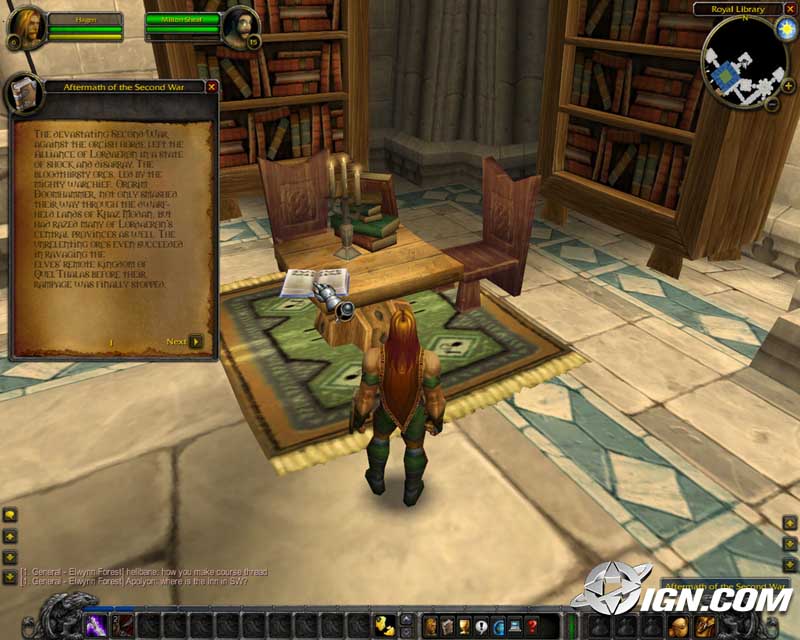 Hagen
Milton Sheaf
15
Royal Library
N
Aftermath of the Second War
The devastating Second War
against the orcish horde left the
Alliance of Lordaeron in a state
of shock and disarray. The
bloodthirsty orcs, led by the
mighty warchief, Orgrim
Doomhammer, not only smashed
their way through the dwarf-
held lands of Khaz Modan, but
had razed many of Lordaeron's
central provinces as well. The
unrelenting orcs even succeeded
in ravaging the
elves' remote kingdom of
Quel'Thalas before their
rampage was finally stopped.
1
Next
[1. General - Elwynn Forest] hellbane: how you make course thread
[1. General - Elwynn Forest] Apolyon: where is the Inn in SW?
Aftermath of the Second War
IGN.COM